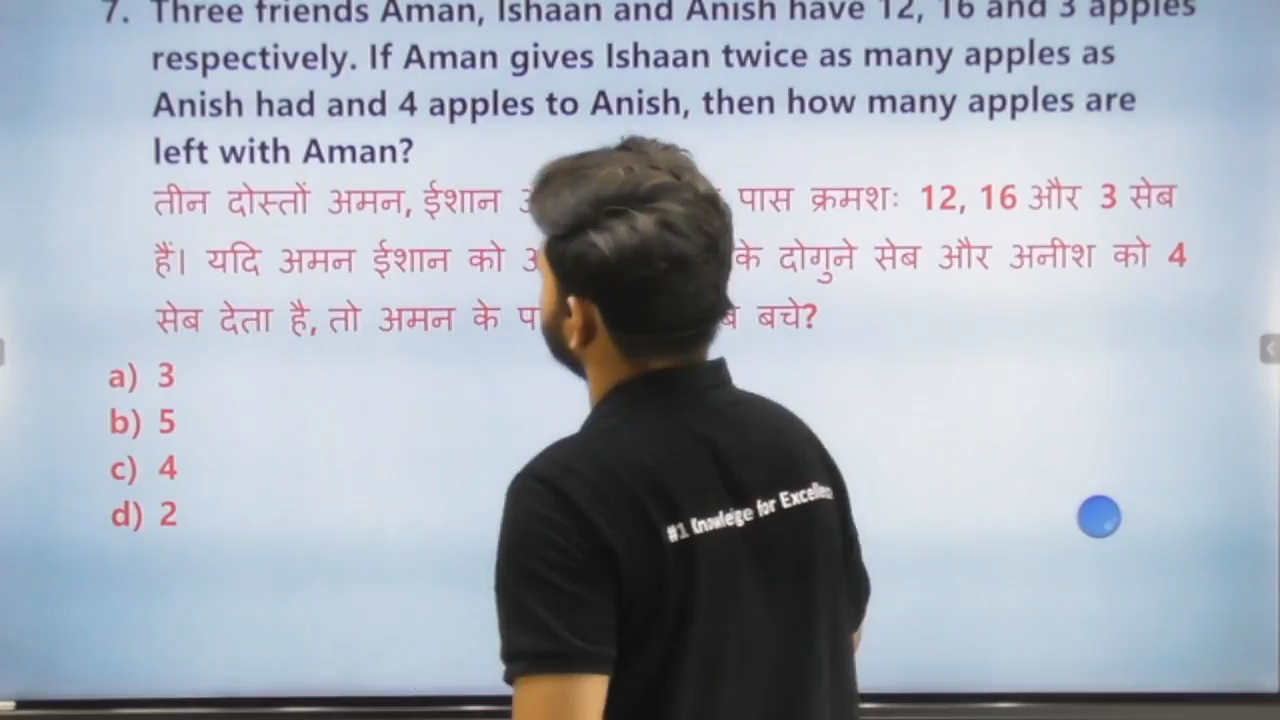 7. Three friends Aman, Ishaan and Anish have 12, 16 and 3 apples
respectively. If Aman gives Ishaan twice as many apples as
Anish had and 4 apples to Anish, then how many apples are
left with Aman?
तीन दोस्तों अमन, ईशान पास क्रमशः 12, 16 और 3 सेब
हैं। यदि अमन ईशान को के दोगुने सेब और अनीश को 4
सेब देता है, तो अमन के बचे?
a) 3
b) 5
c) 4
d) 2
#1 Knowleige for